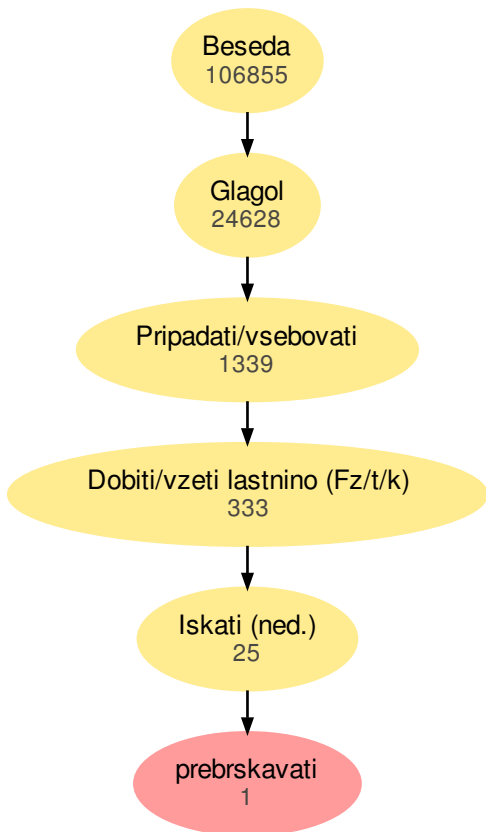 Beseda
106855
Glagol
24628
Pripadati/vsebovati
1339
Dobiti/vzeti lastnino (Fz/t/k)
333
Iskati (ned.)
25
prebrskavati
1